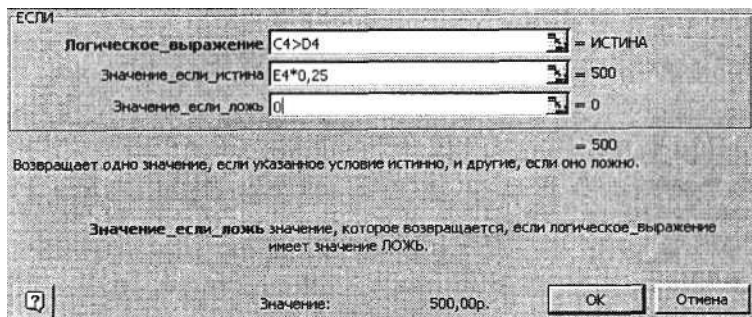 ЕСЛИ
Логическое_выражение C4>D4 = ИСТИНА
Значение_если_истина E4*0,25 = 500
Значение_если_ложь 0 = 0
= 500
Возвращает одно значение, если указанное условие истинно, и другие, если оно ложно.
Значение_если_ложь значение, которое возвращается, если логическое_выражение
имеет значение ЛОЖЬ.
? Значение: 500,00р. OK Отмена